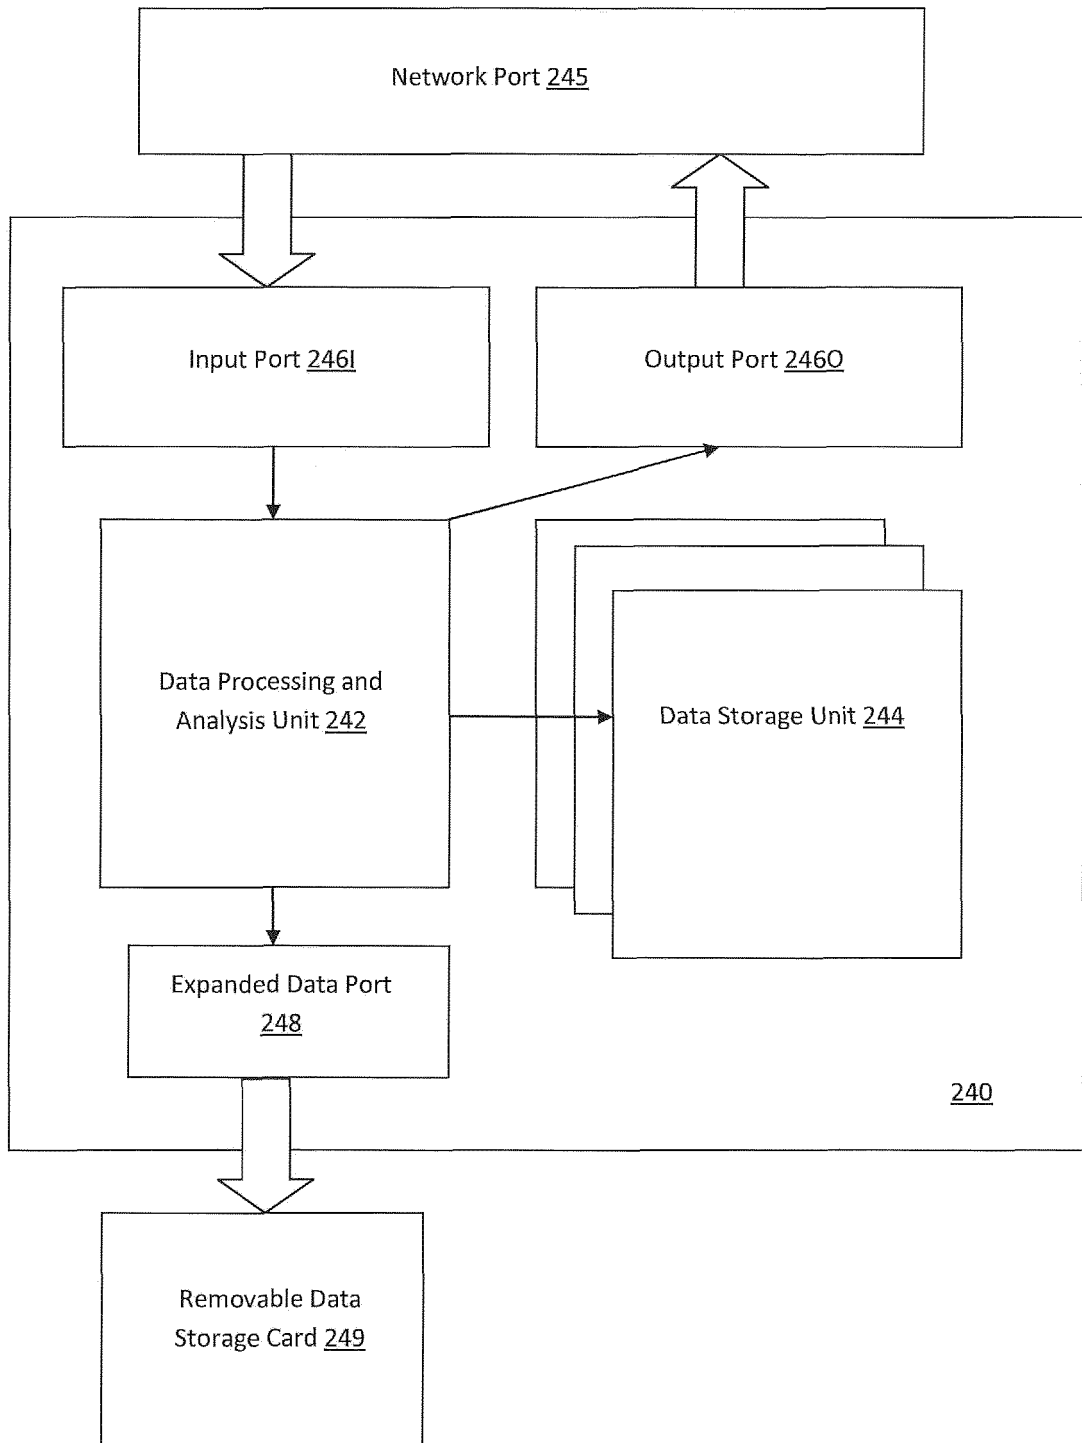 Network Port 245
Input Port 246I
Output Port 246O
Data Processing and
Analysis Unit 242
Data Storage Unit 244
Expanded Data Port
248
240
Removable Data
Storage Card 249